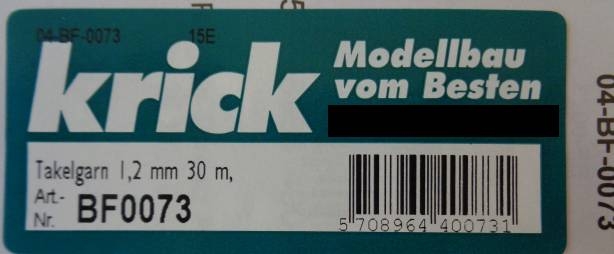 04-BF-0073 15E
krick
Modellbau
vom Besten
Takelgarn 1,2 mm 30 m,
Art.-
Nr. BF0073
5 708964 400731
04-BF-0073